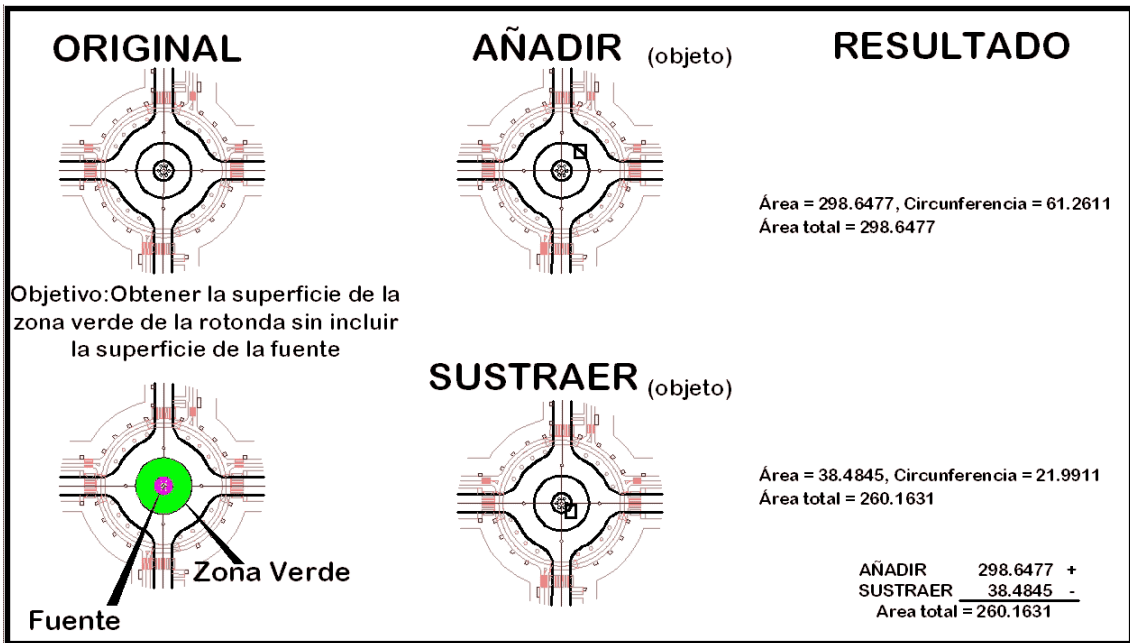 ORIGINAL
AÑADIR (objeto)
RESULTADO
Área = 298.6477, Circunferencia = 61.2611
Área total = 298.6477
Objetivo:Obtener la superficie de la
zona verde de la rotonda sin incluir
la superficie de la fuente
SUSTRAER (objeto)
Área = 38.4845, Circunferencia = 21.9911
Área total = 260.1631
Zona Verde
Fuente
AÑADIR 298.6477 +
SUSTRAER 38.4845 -
Area total = 260.1631